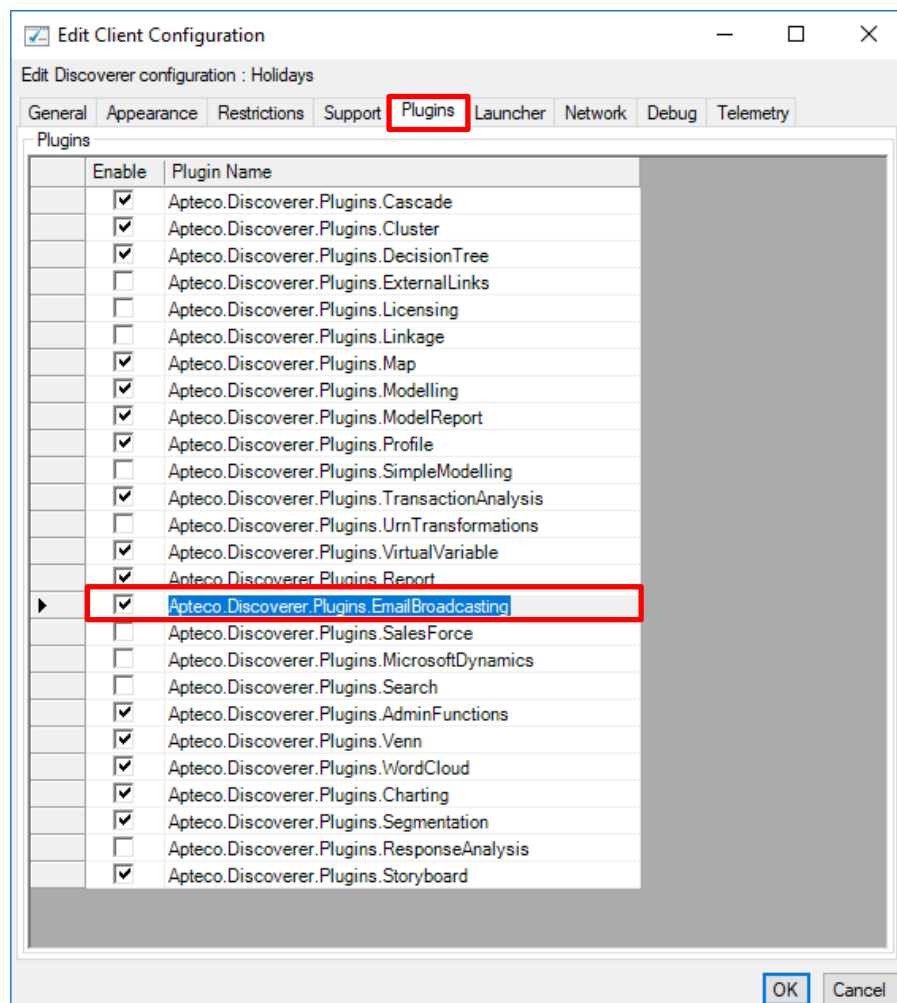 Edit Client Configuration
Edit Discoverer configuration : Holidays
General Appearance Restrictions Support Plugins Launcher Network Debug Telemetry
Plugins
Enable Plugin Name
Apteco.Discoverer.Plugins.Cascade
Apteco.Discoverer.Plugins.Cluster
Apteco.Discoverer.Plugins.DecisionTree
Apteco.Discoverer.Plugins.ExternalLinks
Apteco.Discoverer.Plugins.Licensing
Apteco.Discoverer.Plugins.Linkage
Apteco.Discoverer.Plugins.Map
Apteco.Discoverer.Plugins.Modelling
Apteco.Discoverer.Plugins.ModelReport
Apteco.Discoverer.Plugins.Profile
Apteco.Discoverer.Plugins.SimpleModelling
Apteco.Discoverer.Plugins.TransactionAnalysis
Apteco.Discoverer.Plugins.UrnTransformations
Apteco.Discoverer.Plugins.VirtualVariable
Apteco.Discoverer.Plugins.Report
Apteco.Discoverer.Plugins.EmailBroadcasting
Apteco.Discoverer.Plugins.SalesForce
Apteco.Discoverer.Plugins.MicrosoftDynamics
Apteco.Discoverer.Plugins.Search
Apteco.Discoverer.Plugins.AdminFunctions
Apteco.Discoverer.Plugins.Venn
Apteco.Discoverer.Plugins.WordCloud
Apteco.Discoverer.Plugins.Charting
Apteco.Discoverer.Plugins.Segmentation
Apteco.Discoverer.Plugins.ResponseAnalysis
Apteco.Discoverer.Plugins.Storyboard
OK Cancel